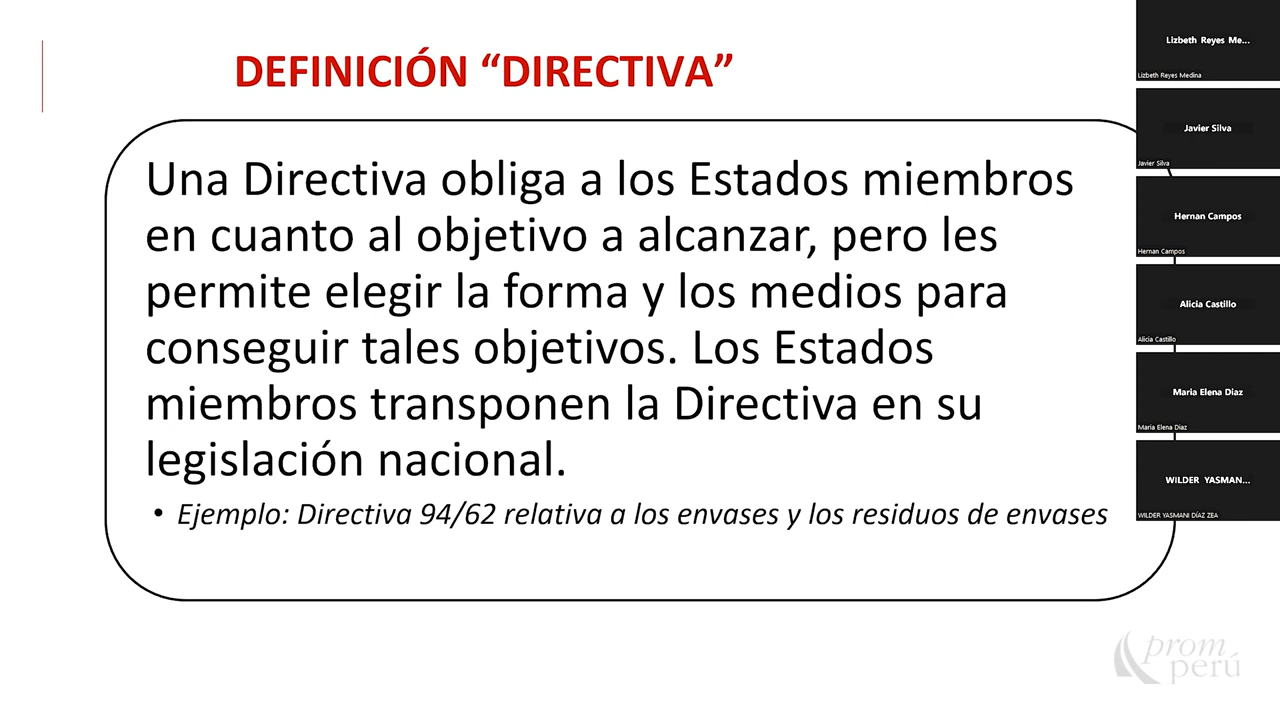 DEFINICIÓN “DIRECTIVA”
Una Directiva obliga a los Estados miembros
en cuanto al objetivo a alcanzar, pero les
permite elegir la forma y los medios para
conseguir tales objetivos. Los Estados
miembros transponen la Directiva en su
legislación nacional.
• Ejemplo: Directiva 94/62 relativa a los envases y los residuos de envases
Lizbeth Reyes Me...
Lizbeth Reyes Medina
Javier Silva
Javier Silva
Hernan Campos
Hernan Campos
Alicia Castillo
Alicia Castillo
Maria Elena Diaz
Maria Elena Diaz
WILDER YASMAN...
WILDER YASMANI DÍAZ ZEA
prom
perú